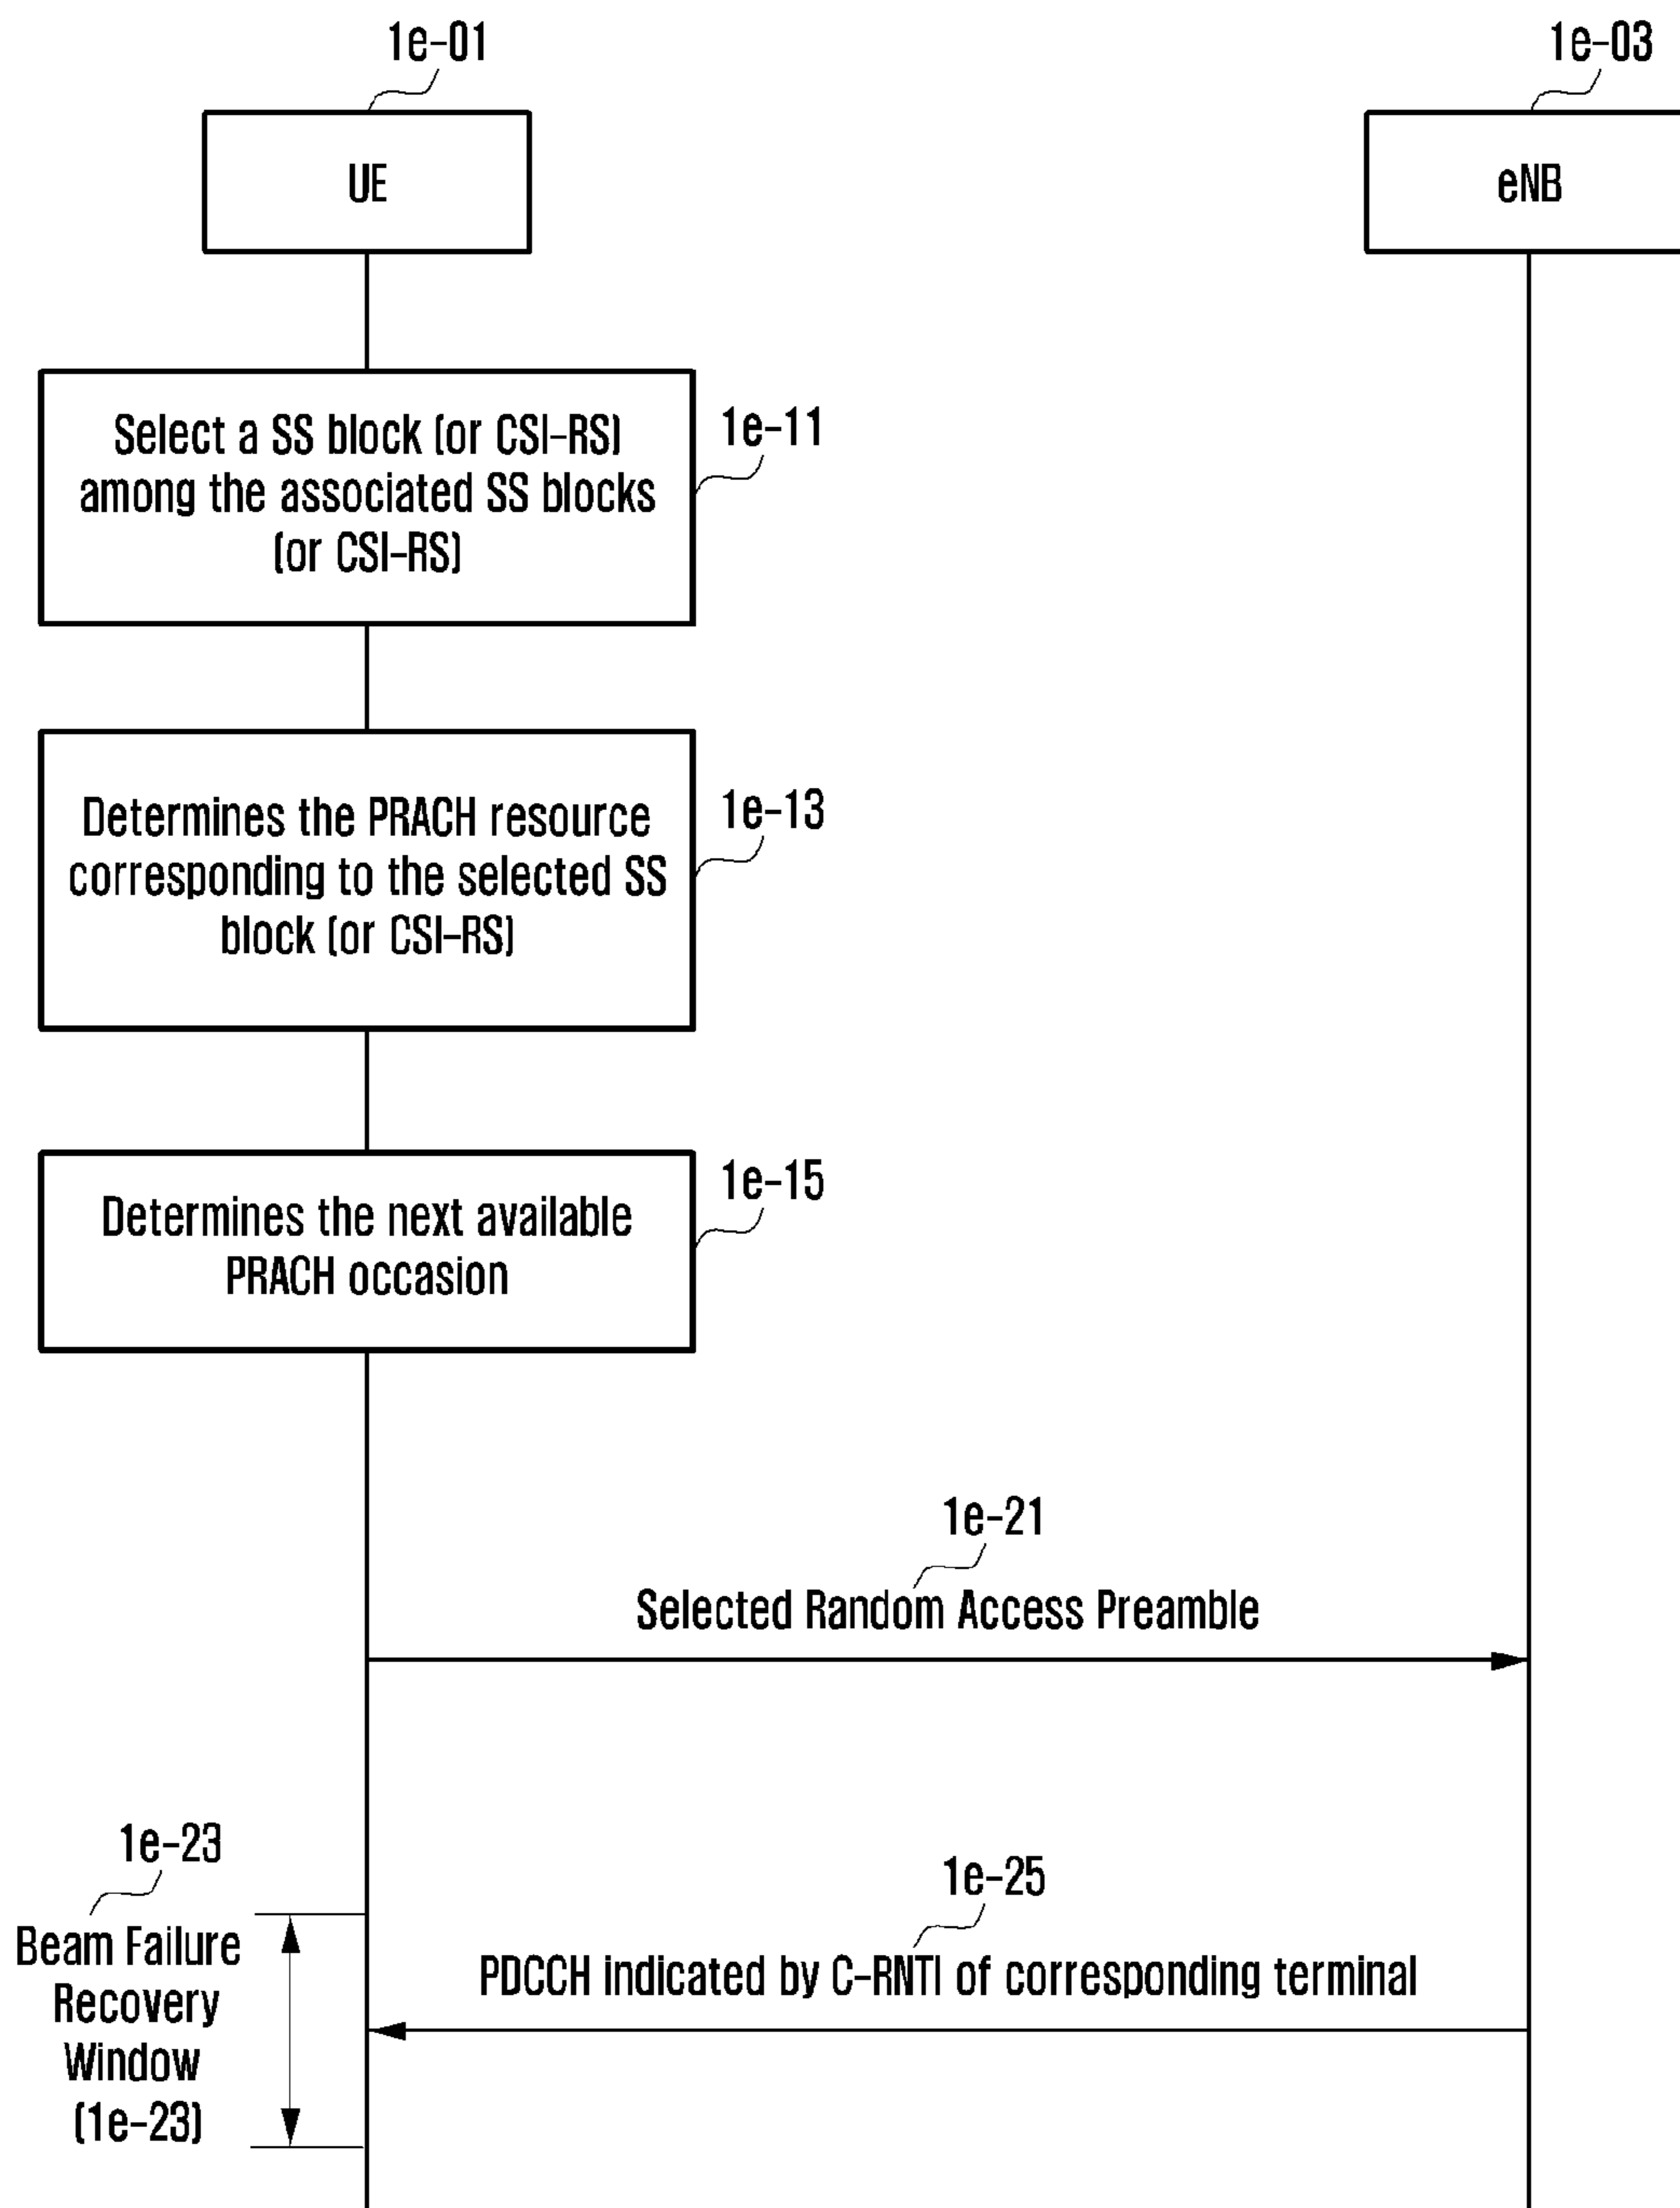 1e-01
1e-03
UE
eNB
Select a SS block (or CSI-RS)
among the associated SS blocks
(or CSI-RS)
1e-11
Determines the PRACH resource
corresponding to the selected SS
block (or CSI-RS)
1e-13
Determines the next available
PRACH occasion
1e-15
1e-21
Selected Random Access Preamble
1e-23
Beam Failure
Recovery
Window
(1e-23)
1e-25
PDCCH indicated by C-RNTI of corresponding terminal